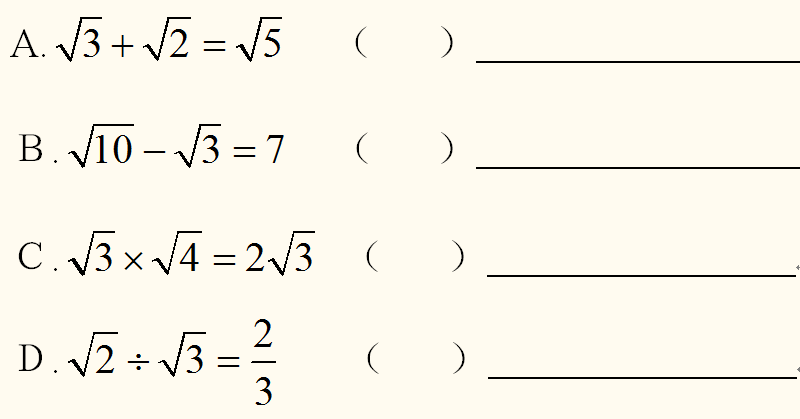 A. √3 + √2 = √5 （ ） ________
B . √10 − √3 = 7 （ ） ________
C . √3 × √4 = 2√3 （ ） ________
D . √2 ÷ √3 = 2/3 （ ） ________